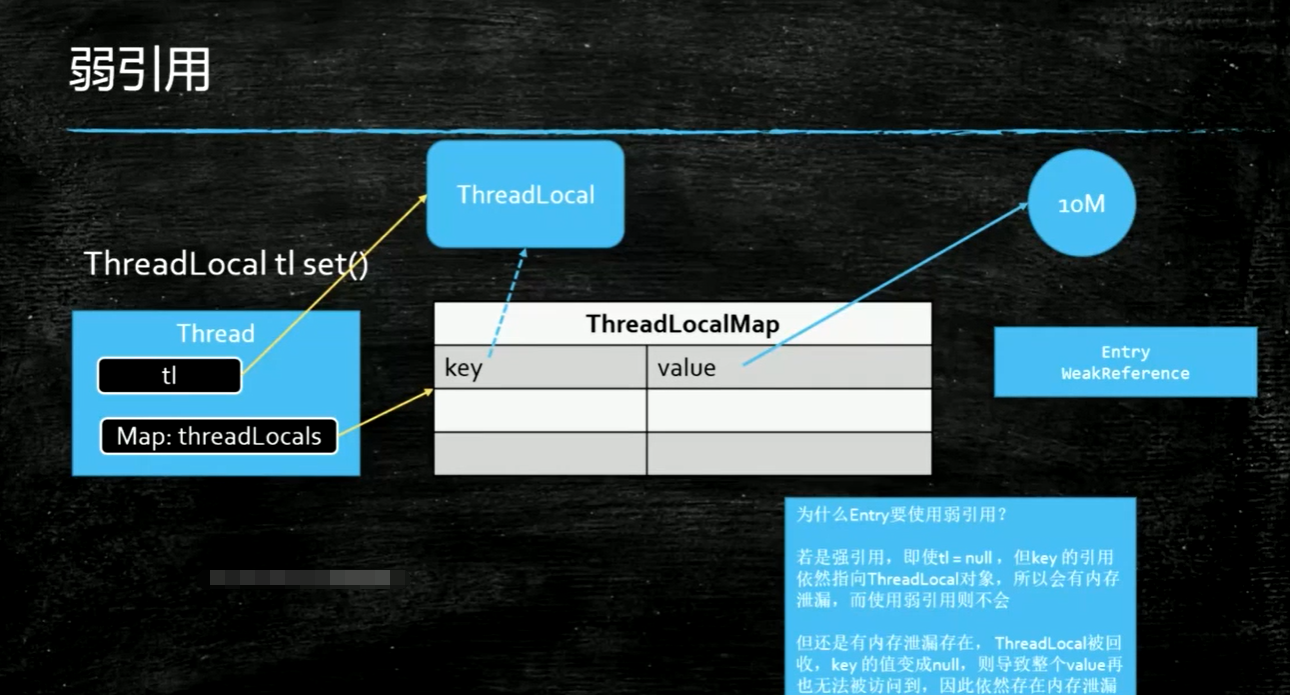 弱引用
ThreadLocal
10M
ThreadLocal tl set()
Thread
tl
Map: threadLocals
ThreadLocalMap
key
value
Entry
WeakReference
为什么Entry要使用弱引用？
若是强引用，即使tl = null ，但key 的引用
依然指向ThreadLocal对象，所以会有内存
泄漏，而使用弱引用则不会
但还是有内存泄漏存在， ThreadLocal被回
收，key 的值变成null，则导致整个value再
也无法被访问到，因此依然存在内存泄漏